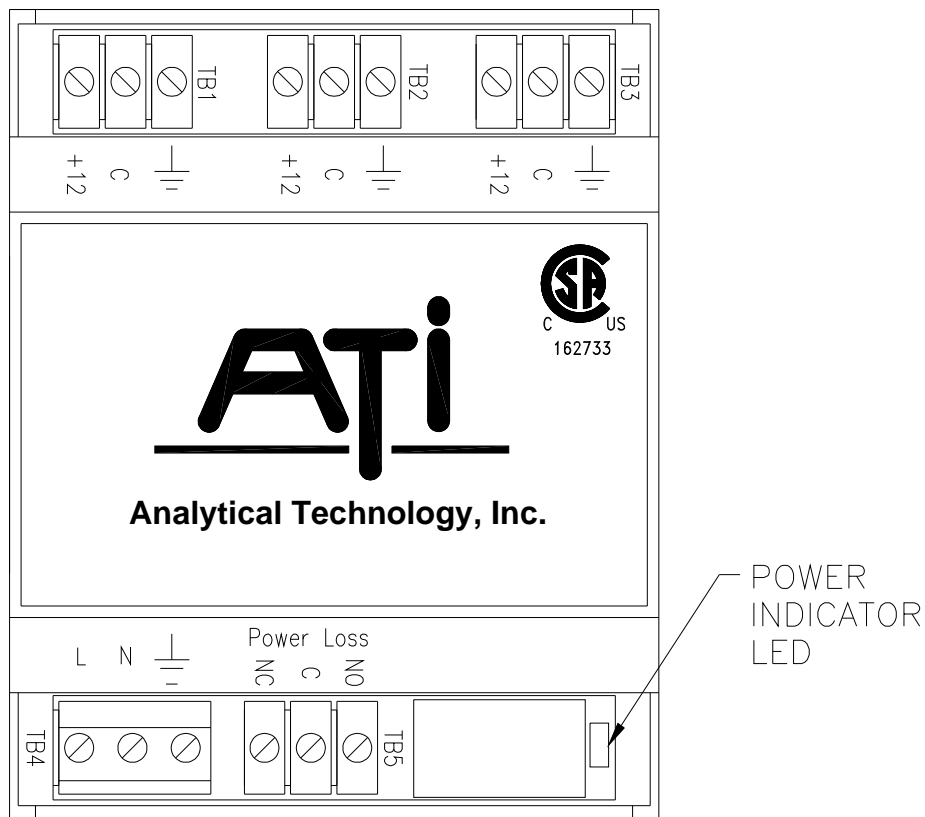 TB1 TB2 TB3
+12 C +12 C +12 C
CSA
C US
162733
ATi
Analytical Technology, Inc.
POWER
INDICATOR
LED
Power Loss
L N NC C NO
TB4 TB5